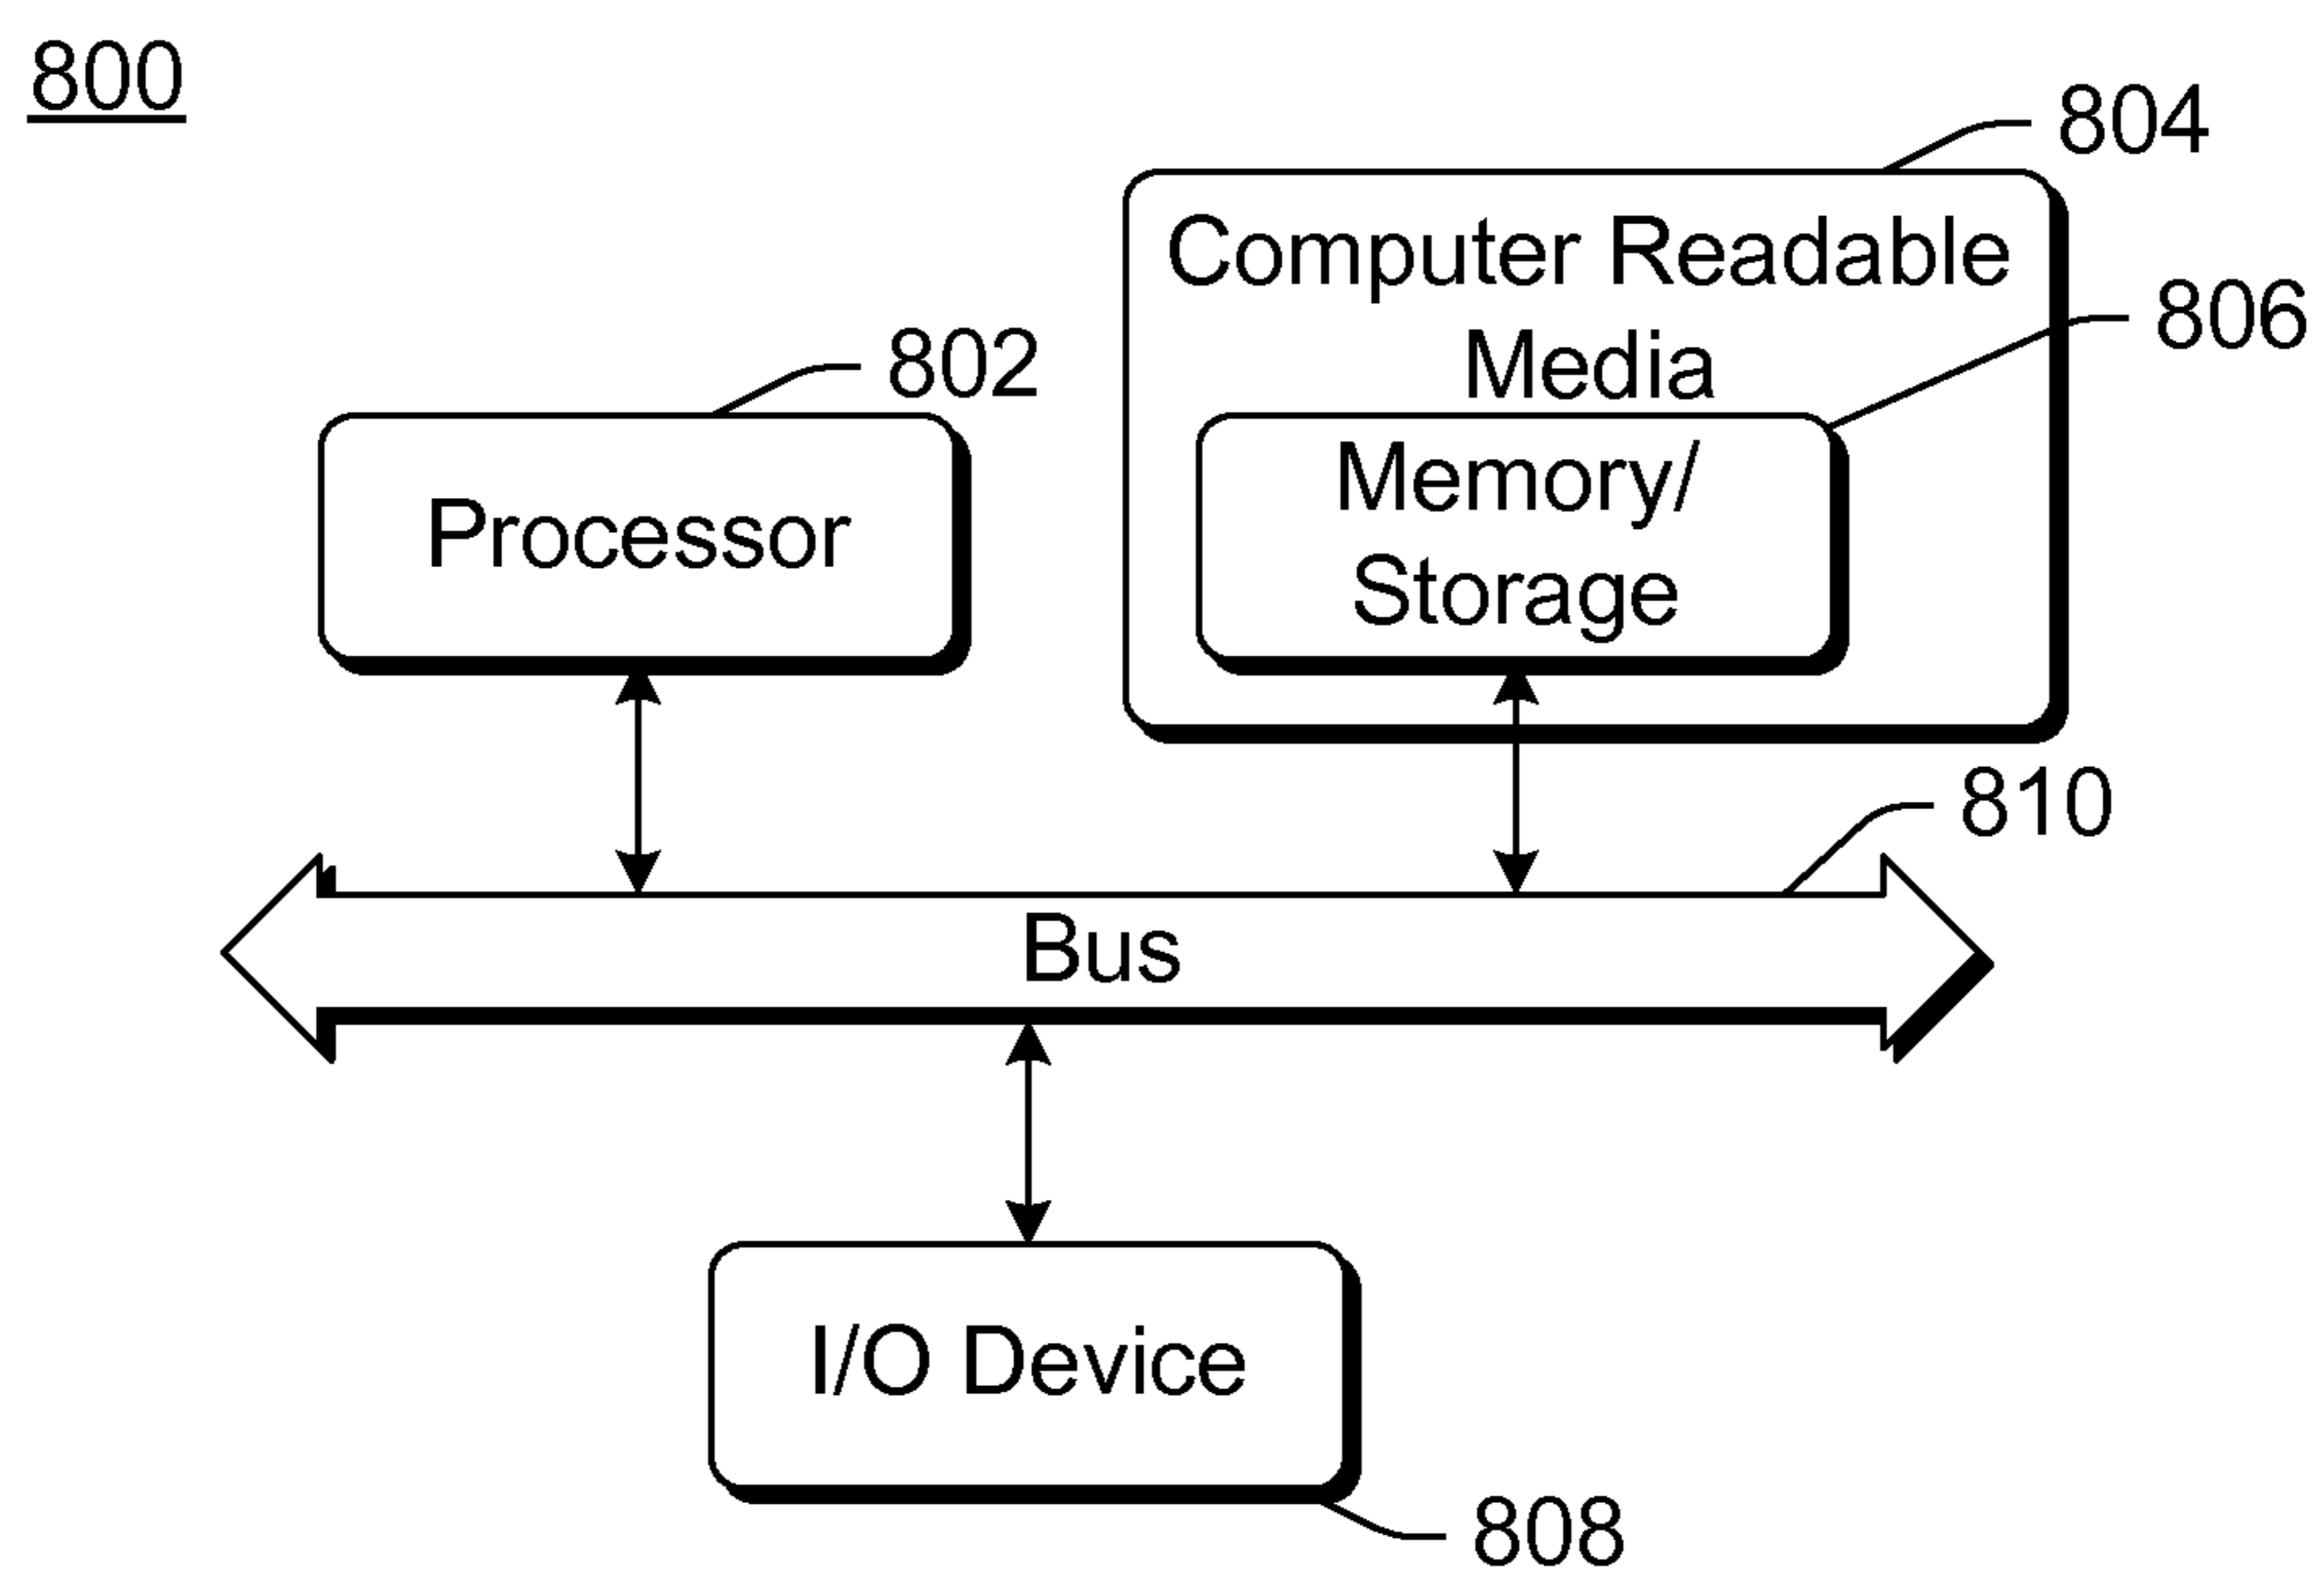 800
804
Computer Readable
Media
806
802
Memory/
Storage
Processor
810
Bus
I/O Device
808